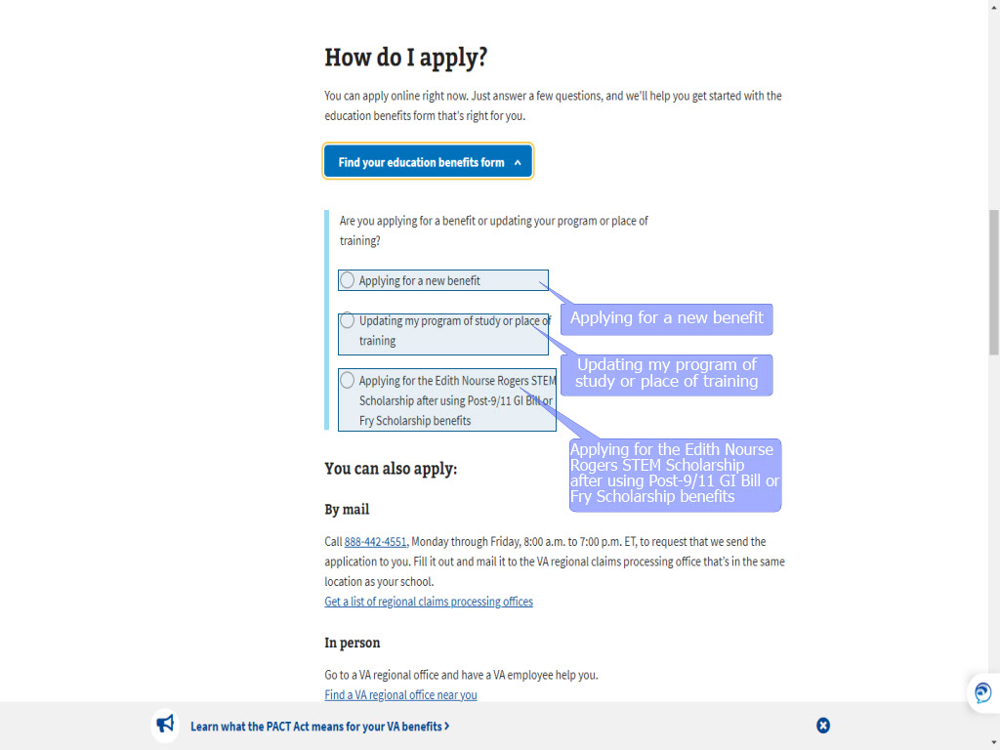 How do I apply?
You can apply online right now. Just answer a few questions, and we'll help you get started with the
education benefits form that's right for you.
Find your education benefits form
Are you applying for a benefit or updating your program or place of
training?
Applying for a new benefit
Applying for a new benefit
Updating my program of study or place of
training
Updating my program of
study or place of training
Applying for the Edith Nourse Rogers STEM
Scholarship after using Post-9/11 GI Bill or
Fry Scholarship benefits
Applying for the Edith Nourse
Rogers STEM Scholarship
after using Post-9/11 GI Bill or
Fry Scholarship benefits
You can also apply:
By mail
Call 888-442-4551, Monday through Friday, 8:00 a.m. to 7:00 p.m. ET, to request that we send the
application to you. Fill it out and mail it to the VA regional claims processing office that's in the same
location as your school.
Get a list of regional claims processing offices
In person
Go to a VA regional office and have a VA employee help you.
Find a VA regional office near you
Learn what the PACT Act means for your VA benefits